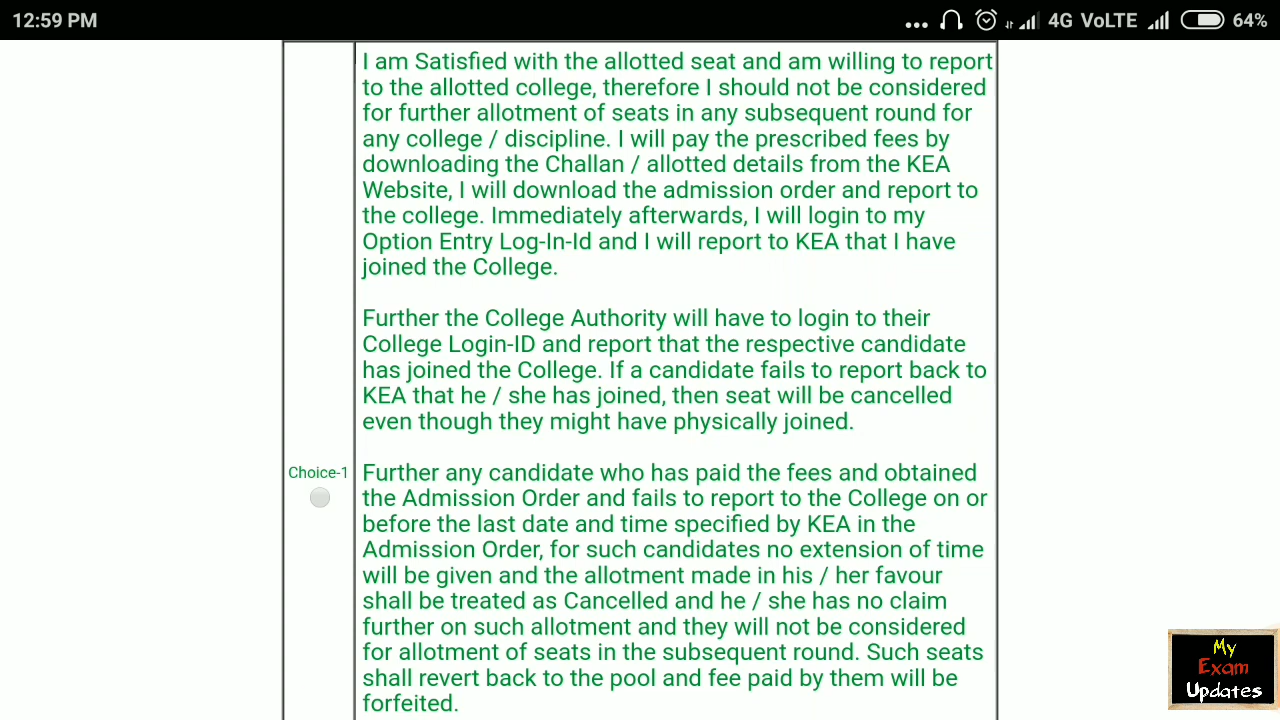 12:59 PM
... 4G VoLTE 64%
I am Satisfied with the allotted seat and am willing to report
to the allotted college, therefore I should not be considered
for further allotment of seats in any subsequent round for
any college / discipline. I will pay the prescribed fees by
downloading the Challan / allotted details from the KEA
Website, I will download the admission order and report to
the college. Immediately afterwards, I will login to my
Option Entry Log-In-Id and I will report to KEA that I have
joined the College.
Further the College Authority will have to login to their
College Login-ID and report that the respective candidate
has joined the College. If a candidate fails to report back to
KEA that he / she has joined, then seat will be cancelled
even though they might have physically joined.
Choice-1
Further any candidate who has paid the fees and obtained
the Admission Order and fails to report to the College on or
before the last date and time specified by KEA in the
Admission Order, for such candidates no extension of time
will be given and the allotment made in his / her favour
shall be treated as Cancelled and he / she has no claim
further on such allotment and they will not be considered
for allotment of seats in the subsequent round. Such seats
shall revert back to the pool and fee paid by them will be
forfeited.
My
Exam
Updates